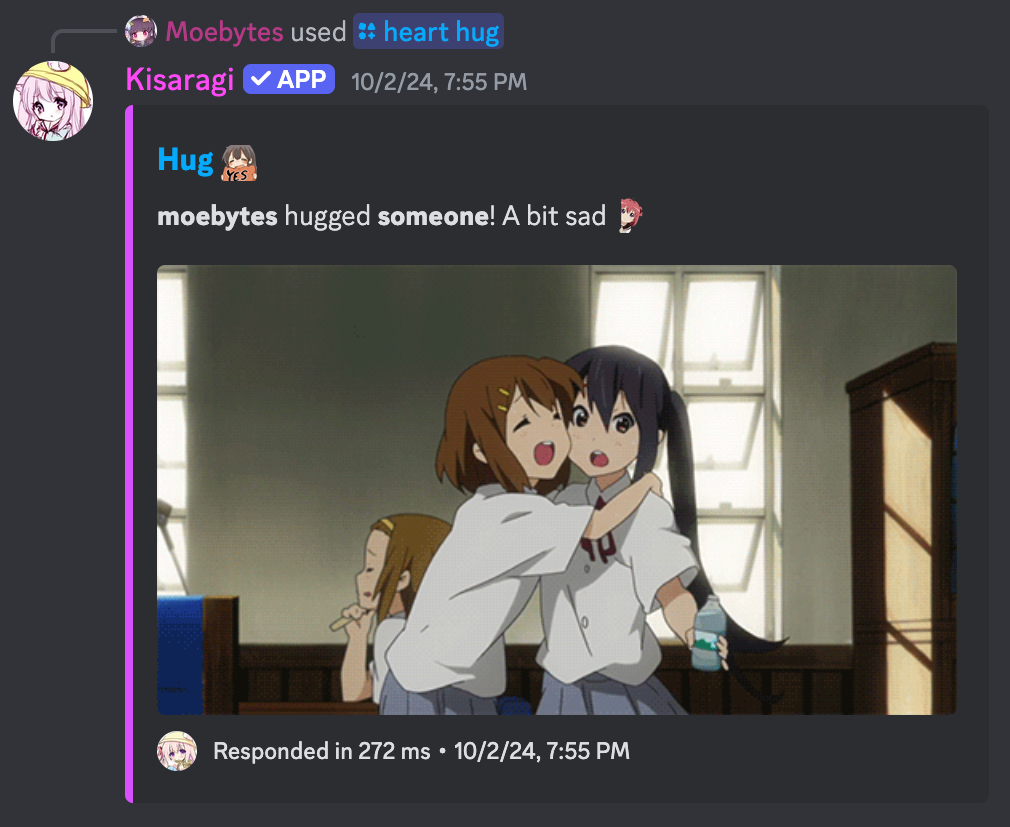 Moebytes used heart hug
Kisaragi APP 10/2/24, 7:55 PM
Hug YES
moebytes hugged someone! A bit sad
Responded in 272 ms • 10/2/24, 7:55 PM